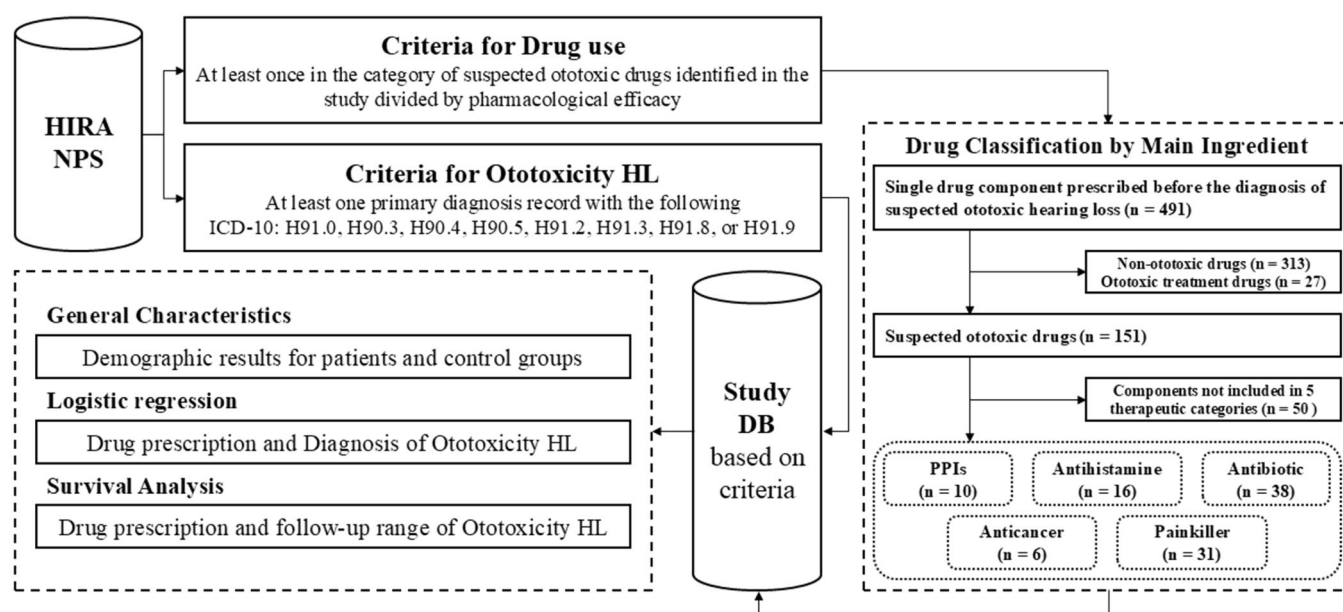 HIRA
NPS
Criteria for Drug use
At least once in the category of suspected ototoxic drugs identified in the
study divided by pharmacological efficacy
Criteria for Ototoxicity HL
At least one primary diagnosis record with the following
ICD-10: H91.0, H90.3, H90.4, H90.5, H91.2, H91.3, H91.8, or H91.9
Drug Classification by Main Ingredient
Single drug component prescribed before the diagnosis of
suspected ototoxic hearing loss (n = 491)
Non-ototoxic drugs (n = 313)
Ototoxic treatment drugs (n = 27)
Suspected ototoxic drugs (n = 151)
Components not included in 5
therapeutic categories (n = 50 )
PPIs
(n = 10)
Antihistamine
(n = 16)
Antibiotic
(n = 38)
Anticancer
(n = 6)
Painkiller
(n = 31)
Study
DB
based on
criteria
General Characteristics
Demographic results for patients and control groups
Logistic regression
Drug prescription and Diagnosis of Ototoxicity HL
Survival Analysis
Drug prescription and follow-up range of Ototoxicity HL